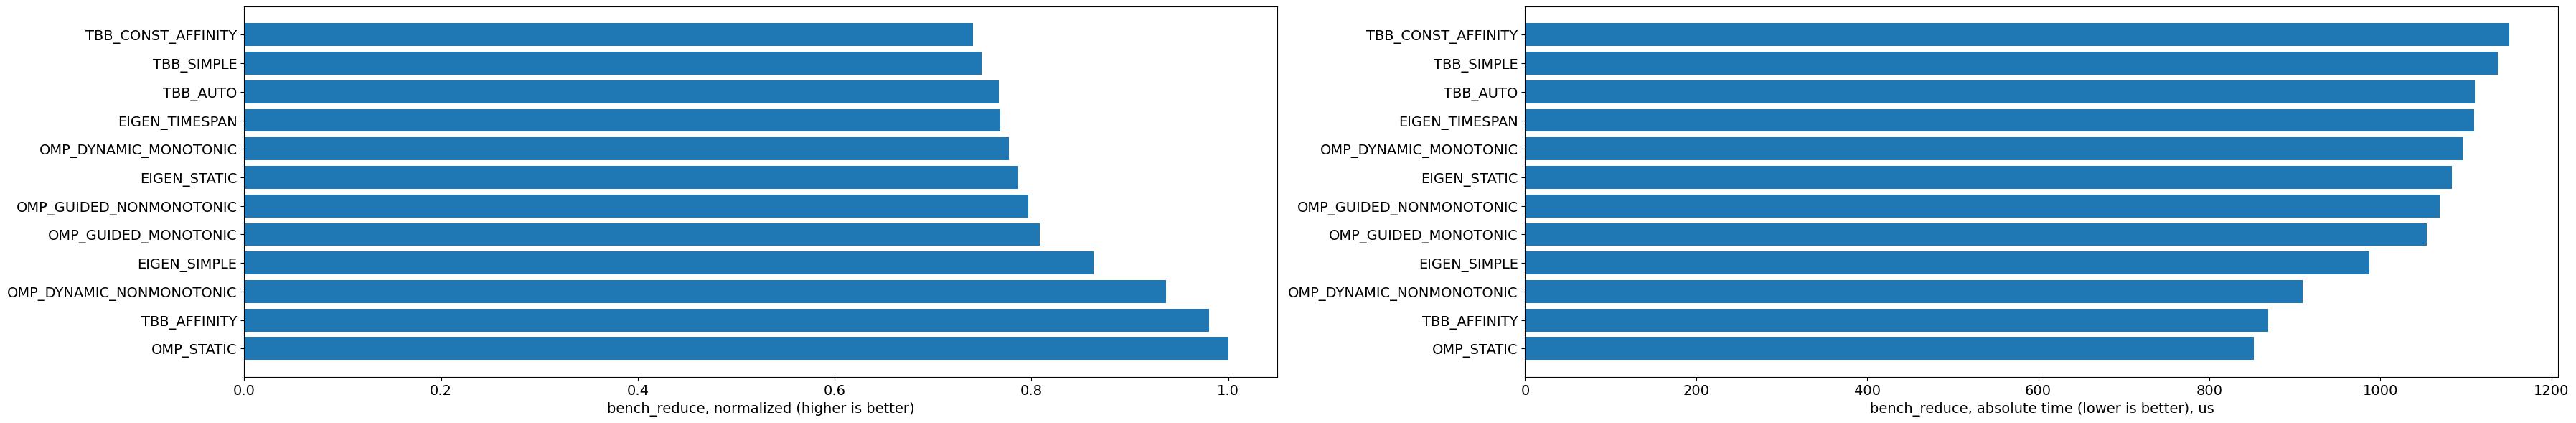 TBB_CONST_AFFINITY
TBB_SIMPLE
TBB_AUTO
EIGEN_TIMESPAN
OMP_DYNAMIC_MONOTONIC
EIGEN_STATIC
OMP_GUIDED_NONMONOTONIC
OMP_GUIDED_MONOTONIC
EIGEN_SIMPLE
OMP_DYNAMIC_NONMONOTONIC
TBB_AFFINITY
OMP_STATIC
0.0 0.2 0.4 0.6 0.8 1.0
bench_reduce, normalized (higher is better)
TBB_CONST_AFFINITY
TBB_SIMPLE
TBB_AUTO
EIGEN_TIMESPAN
OMP_DYNAMIC_MONOTONIC
EIGEN_STATIC
OMP_GUIDED_NONMONOTONIC
OMP_GUIDED_MONOTONIC
EIGEN_SIMPLE
OMP_DYNAMIC_NONMONOTONIC
TBB_AFFINITY
OMP_STATIC
0 200 400 600 800 1000 1200
bench_reduce, absolute time (lower is better), us